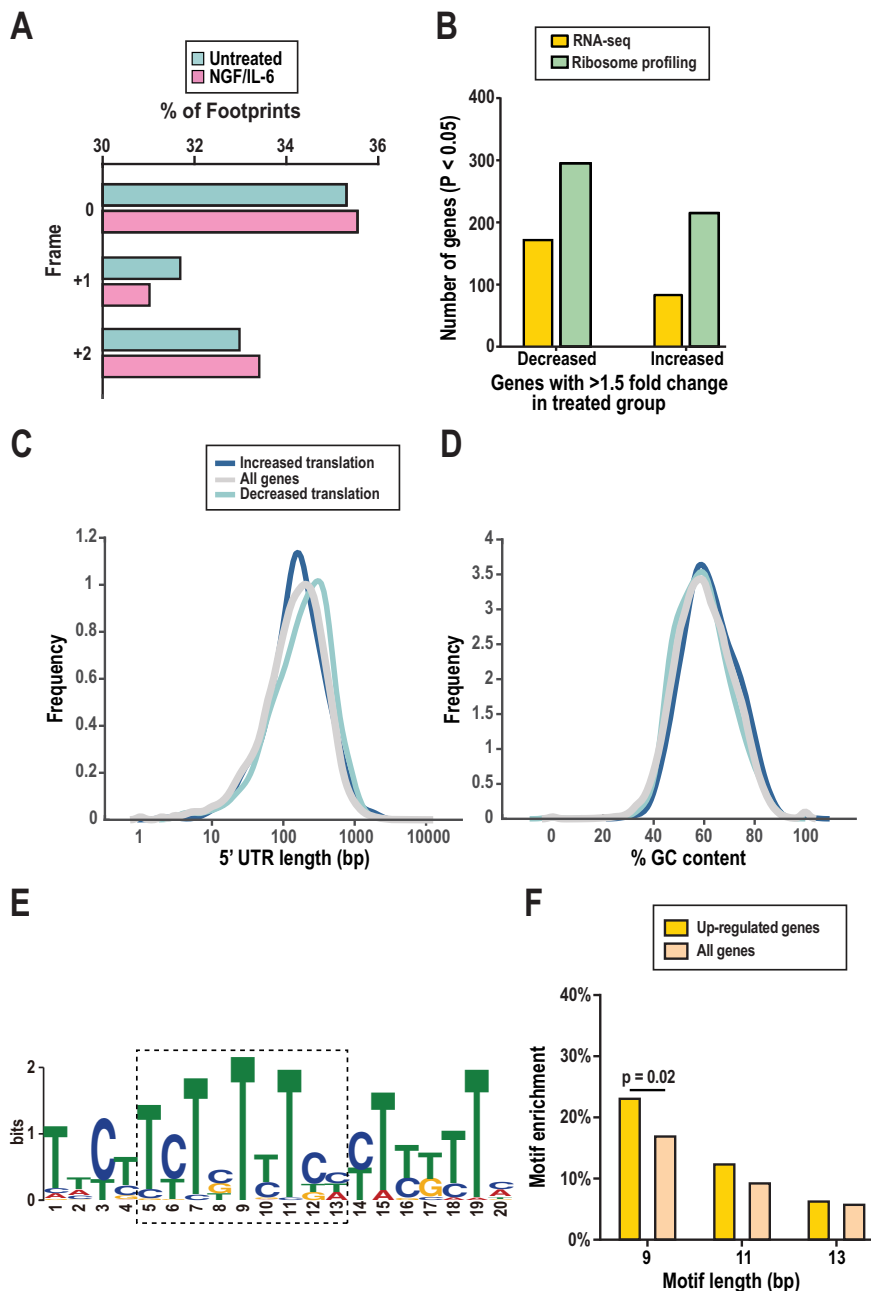 A
Untreated
NGF/IL-6
% of Footprints
30 32 34 36
Frame
0
+1
+2
B
RNA-seq
Ribosome profiling
Number of genes (P < 0.05)
400
300
200
100
0
Decreased Increased
Genes with >1.5 fold change
in treated group
C
Increased translation
All genes
Decreased translation
Frequency
1.2
1
0.8
0.6
0.4
0.2
0
1 10 100 1000 10000
5' UTR length (bp)
D
Frequency
4
3.5
3
2.5
2
1.5
1
0.5
0
0 20 40 60 80 100
% GC content
E
bits
2
1
0
1 2 3 4 5 6 7 8 9 10 11 12 13 14 15 16 17 18 19 20
F
Up-regulated genes
All genes
Motif enrichment
40%
30%
20%
10%
0%
p = 0.02
9 11 13
Motif length (bp)